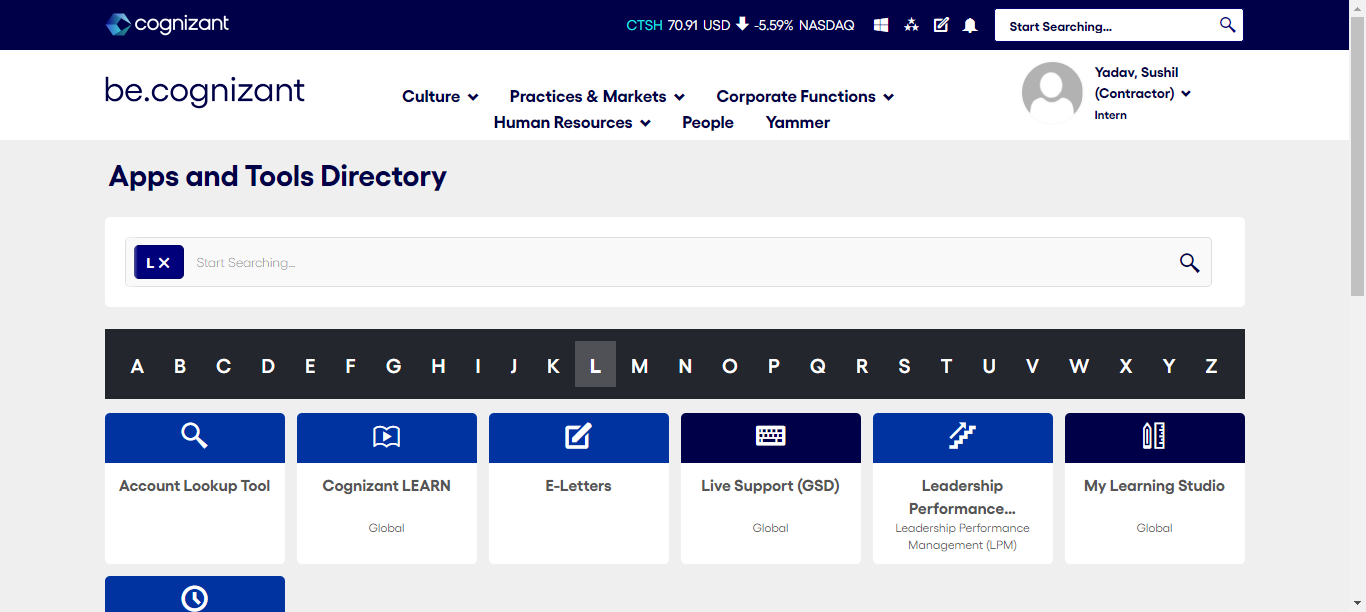 cognizant
CTSH 70.91 USD -5.59% NASDAQ
Start Searching...
be.cognizant
Culture
Practices & Markets
Corporate Functions
Human Resources
People
Yammer
Yadav, Sushil
(Contractor)
Intern
Apps and Tools Directory
L
Start Searching...
A B C D E F G H I J K L M N O P Q R S T U V W X Y Z
Account Lookup Tool
Cognizant LEARN
Global
E-Letters
Live Support (GSD)
Global
Leadership
Performance...
Leadership Performance
Management (LPM)
My Learning Studio
Global